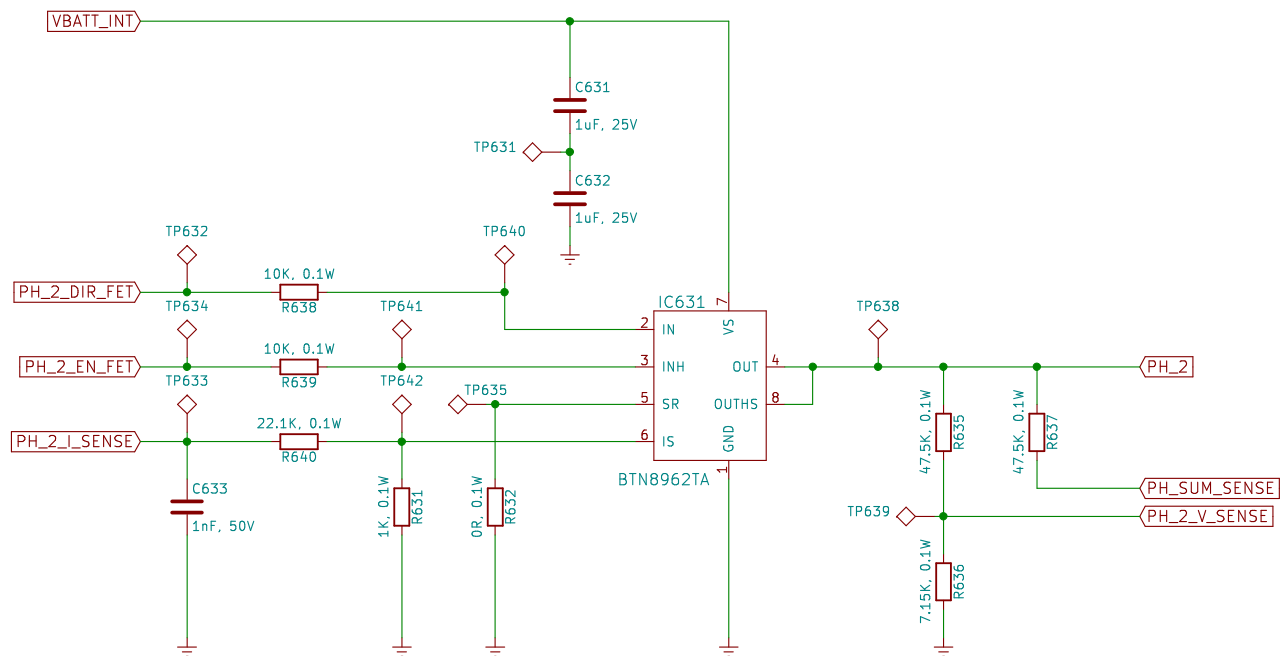 VBATT_INT
C631
1uF, 25V
TP631
C632
1uF, 25V
TP632
TP640
10K, 0.1W
PH_2_DIR_FET
R638
IC631
7
VS
TP634
TP641
TP638
2
IN
10K, 0.1W
PH_2_EN_FET
R639
3
INH
OUT
4
PH_2
TP633
TP642
TP635
5
SR
OUTHS
8
22.1K, 0.1W
PH_2_I_SENSE
R640
6
IS
GND
1
47.5K, 0.1W
R635
47.5K, 0.1W
R637
BTN8962TA
C633
1nF, 50V
1K, 0.1W
R631
0R, 0.1W
R632
PH_SUM_SENSE
TP639
PH_2_V_SENSE
7.15K, 0.1W
R636